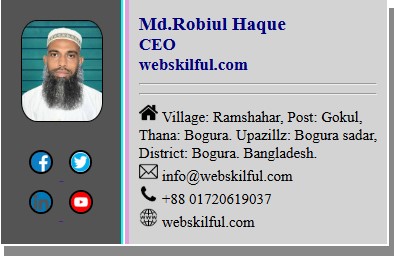 Md.Robiul Haque
CEO
webskilful.com
Village: Ramshahar, Post: Gokul,
Thana: Bogura. Upazillz: Bogura sadar,
District: Bogura. Bangladesh.
info@webskilful.com
+88 01720619037
webskilful.com